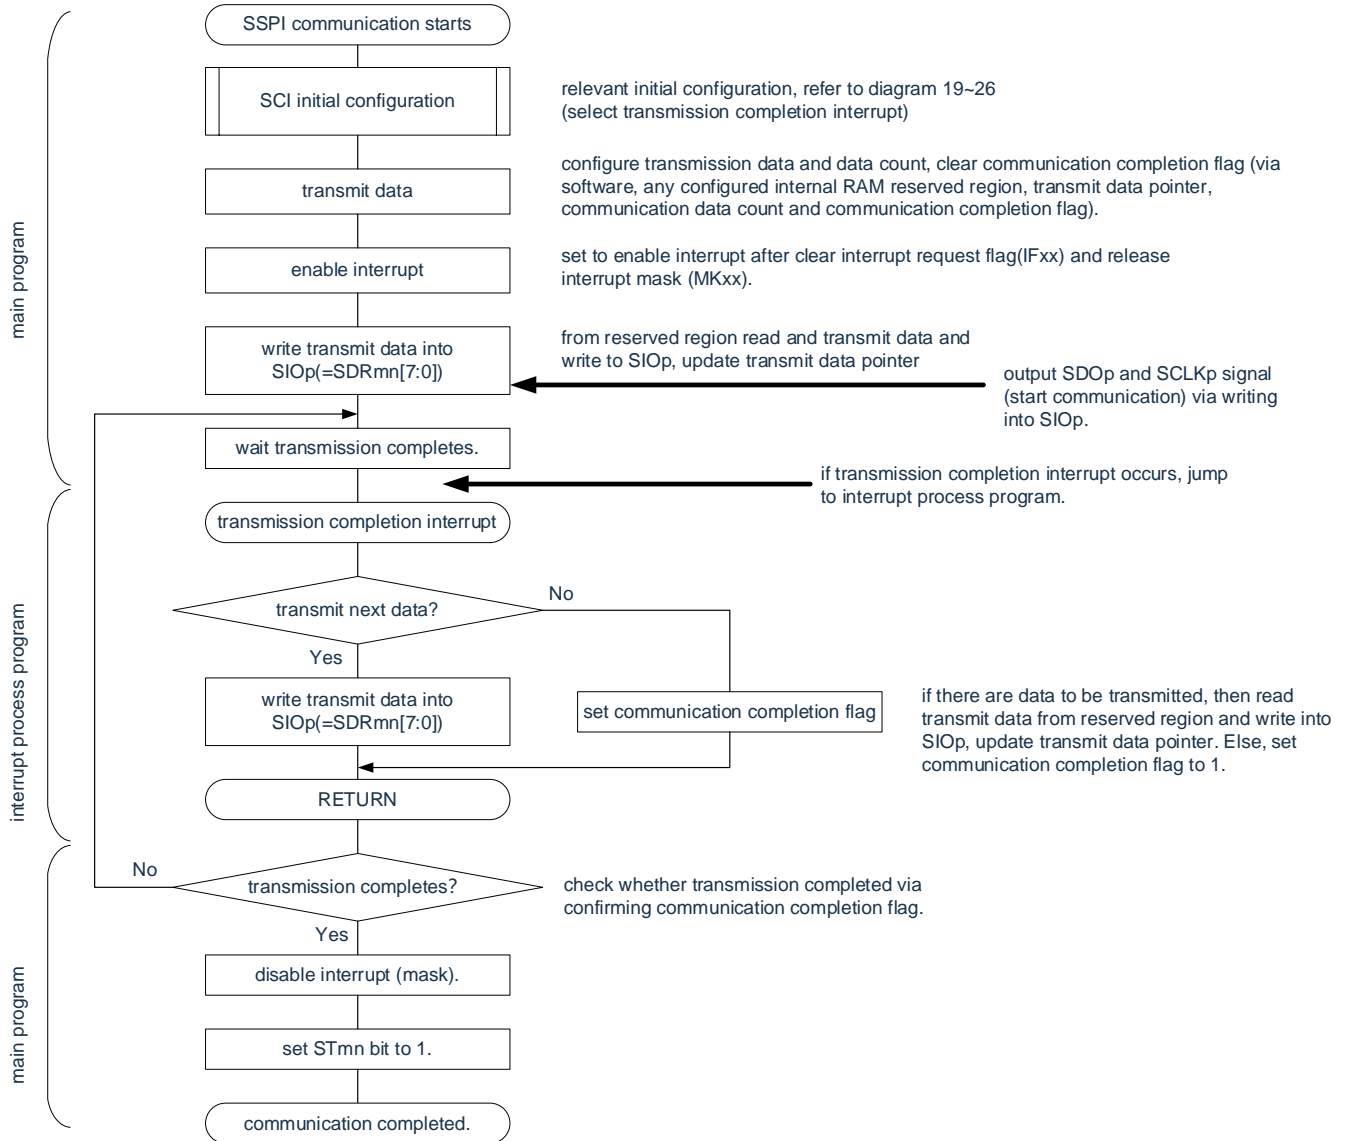 SSPI communication starts
SCI initial configuration
relevant initial configuration, refer to diagram 19~26
(select transmission completion interrupt)
transmit data
configure transmission data and data count, clear communication completion flag (via
software, any configured internal RAM reserved region, transmit data pointer,
communication data count and communication completion flag).
main program
enable interrupt
set to enable interrupt after clear interrupt request flag(IFxx) and release
interrupt mask (MKxx).
write transmit data into
SIOp(=SDRmn[7:0])
from reserved region read and transmit data and
write to SIOp, update transmit data pointer
output SDOp and SCLKp signal
(start communication) via writing
into SIOp.
wait transmission completes.
if transmission completion interrupt occurs, jump
to interrupt process program.
transmission completion interrupt
transmit next data?
No
Yes
interrupt process program
write transmit data into
SIOp(=SDRmn[7:0])
set communication completion flag
if there are data to be transmitted, then read
transmit data from reserved region and write into
SIOp, update transmit data pointer. Else, set
communication completion flag to 1.
RETURN
No
transmission completes?
check whether transmission completed via
confirming communication completion flag.
Yes
main program
disable interrupt (mask).
set STmn bit to 1.
communication completed.